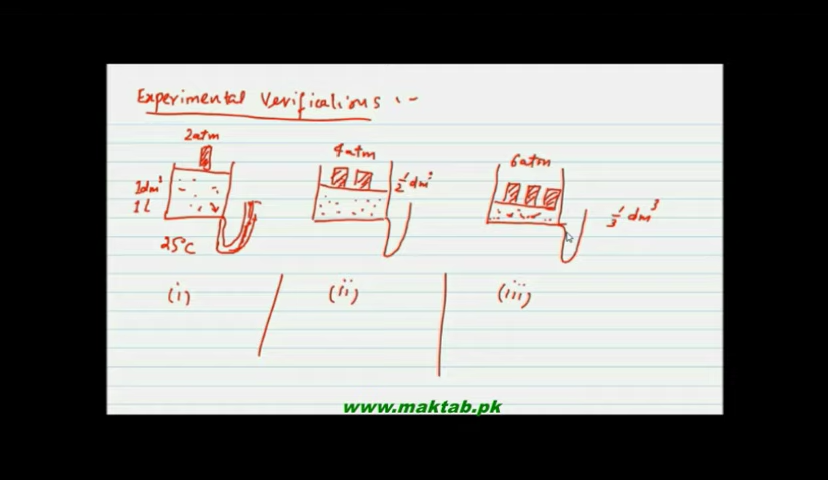 Experimental Verifications :-
2atm
4atm
6atm
1dm³
1l
½ dm³
⅓ dm³
25°C
(i)
(ii)
(iii)
www.maktab.pk